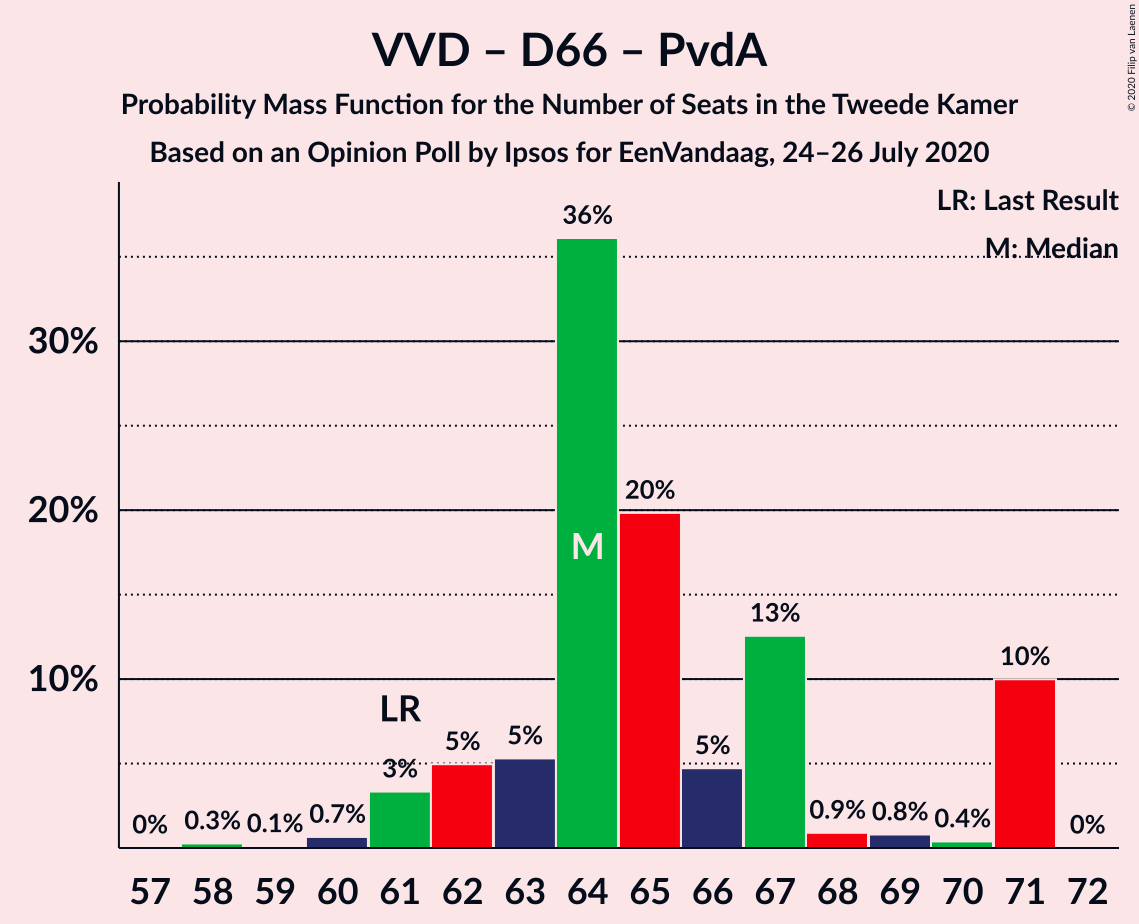 VVD – D66 – PvdA
Probability Mass Function for the Number of Seats in the Tweede Kamer
Based on an Opinion Poll by Ipsos for EenVandaag, 24–26 July 2020
© 2020 Filip van Laenen
LR: Last Result
M: Median
36%
30%
20%
20%
M
13%
10%
10%
LR
5%
5%
5%
3%
0%
0.3%
0.1%
0.7%
0.9%
0.8%
0.4%
0%
57 58 59 60 61 62 63 64 65 66 67 68 69 70 71 72